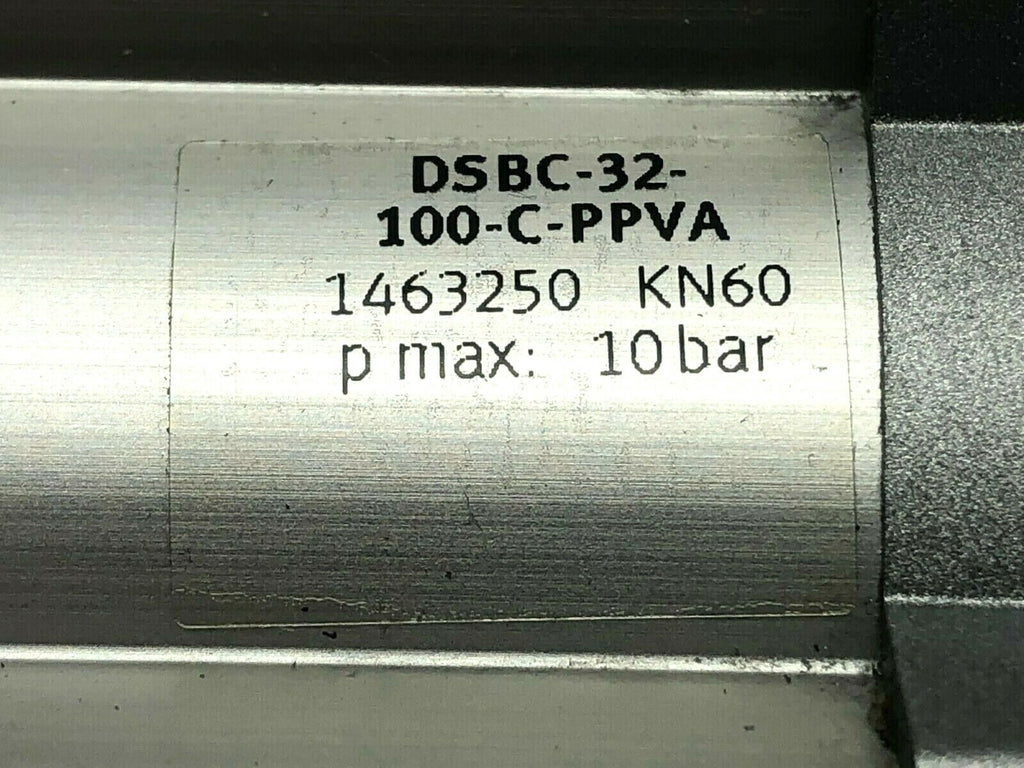 DSBC-32-
100-C-PPVA
1463250 KN60
p max: 10 bar